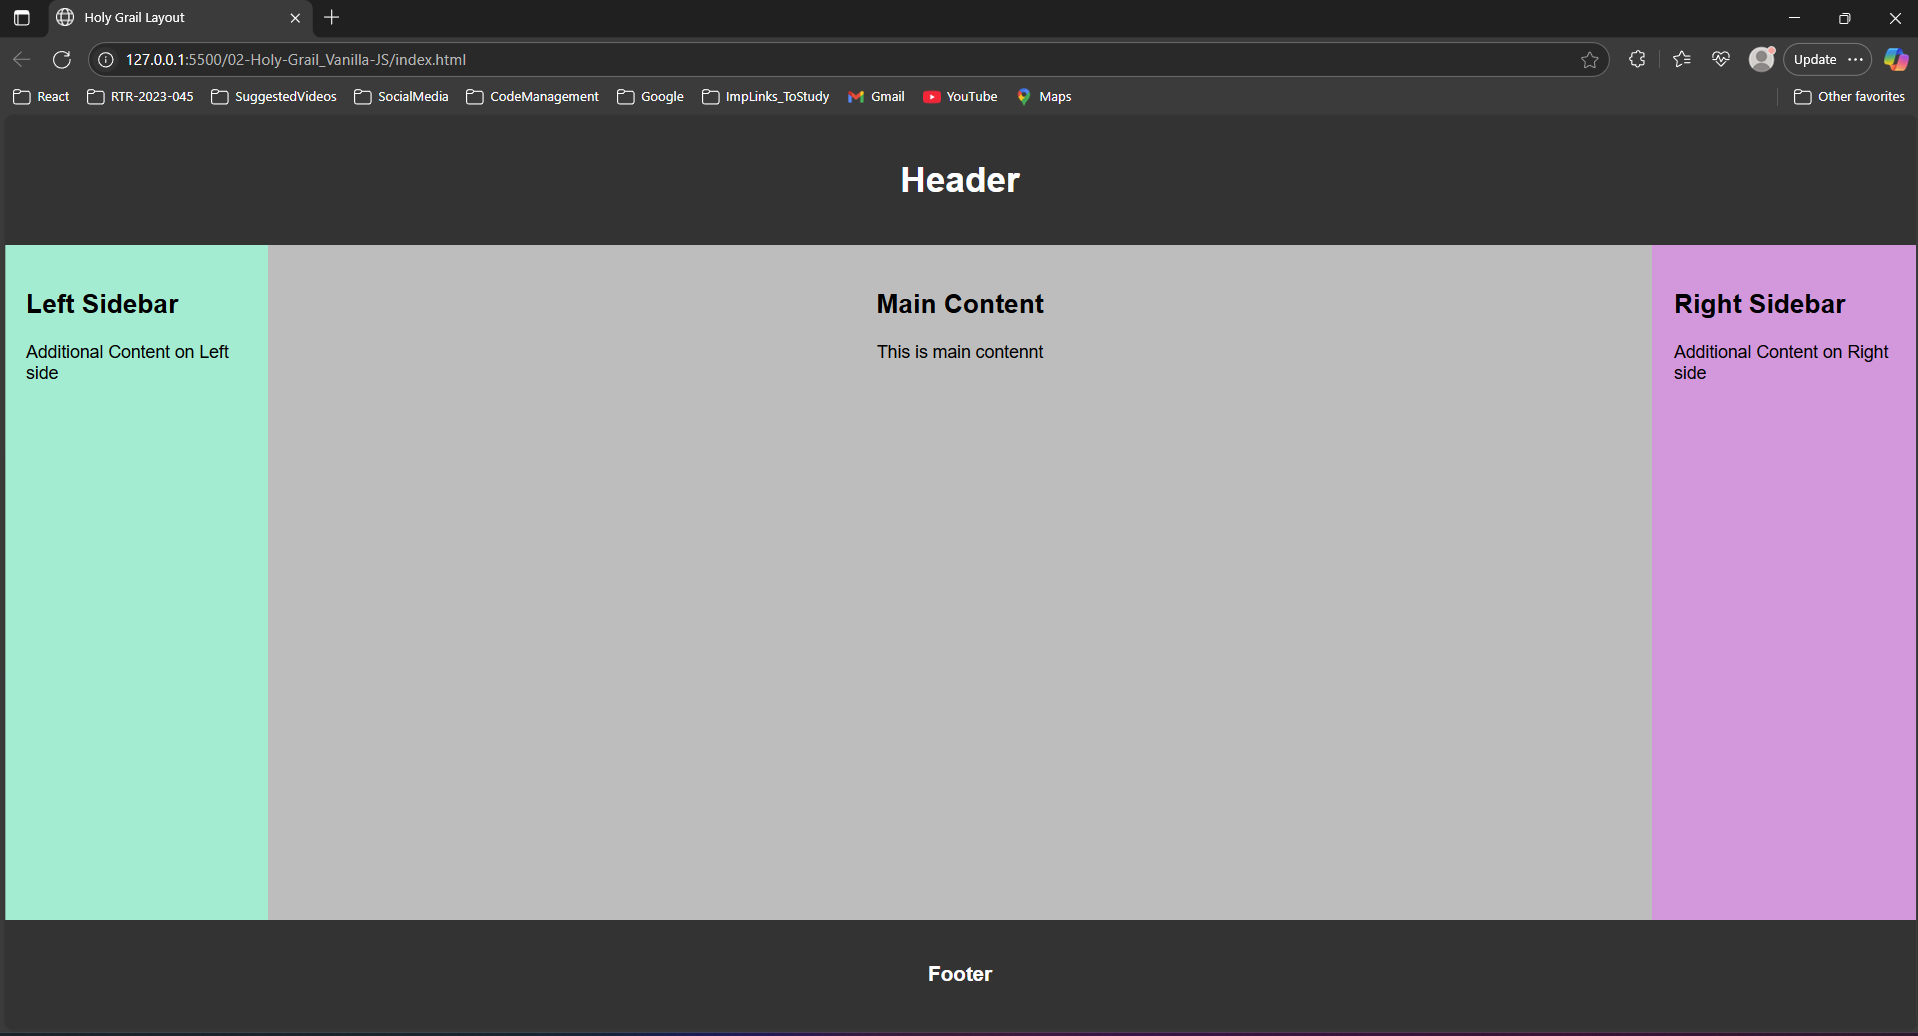 Holy Grail Layout
127.0.0.1:5500/02-Holy-Grail_Vanilla-JS/index.html
Update
React RTR-2023-045 SuggestedVideos SocialMedia CodeManagement Google ImpLinks_ToStudy Gmail YouTube Maps Other favorites
Header
Left Sidebar
Additional Content on Left
side
Main Content
This is main contennt
Right Sidebar
Additional Content on Right
side
Footer